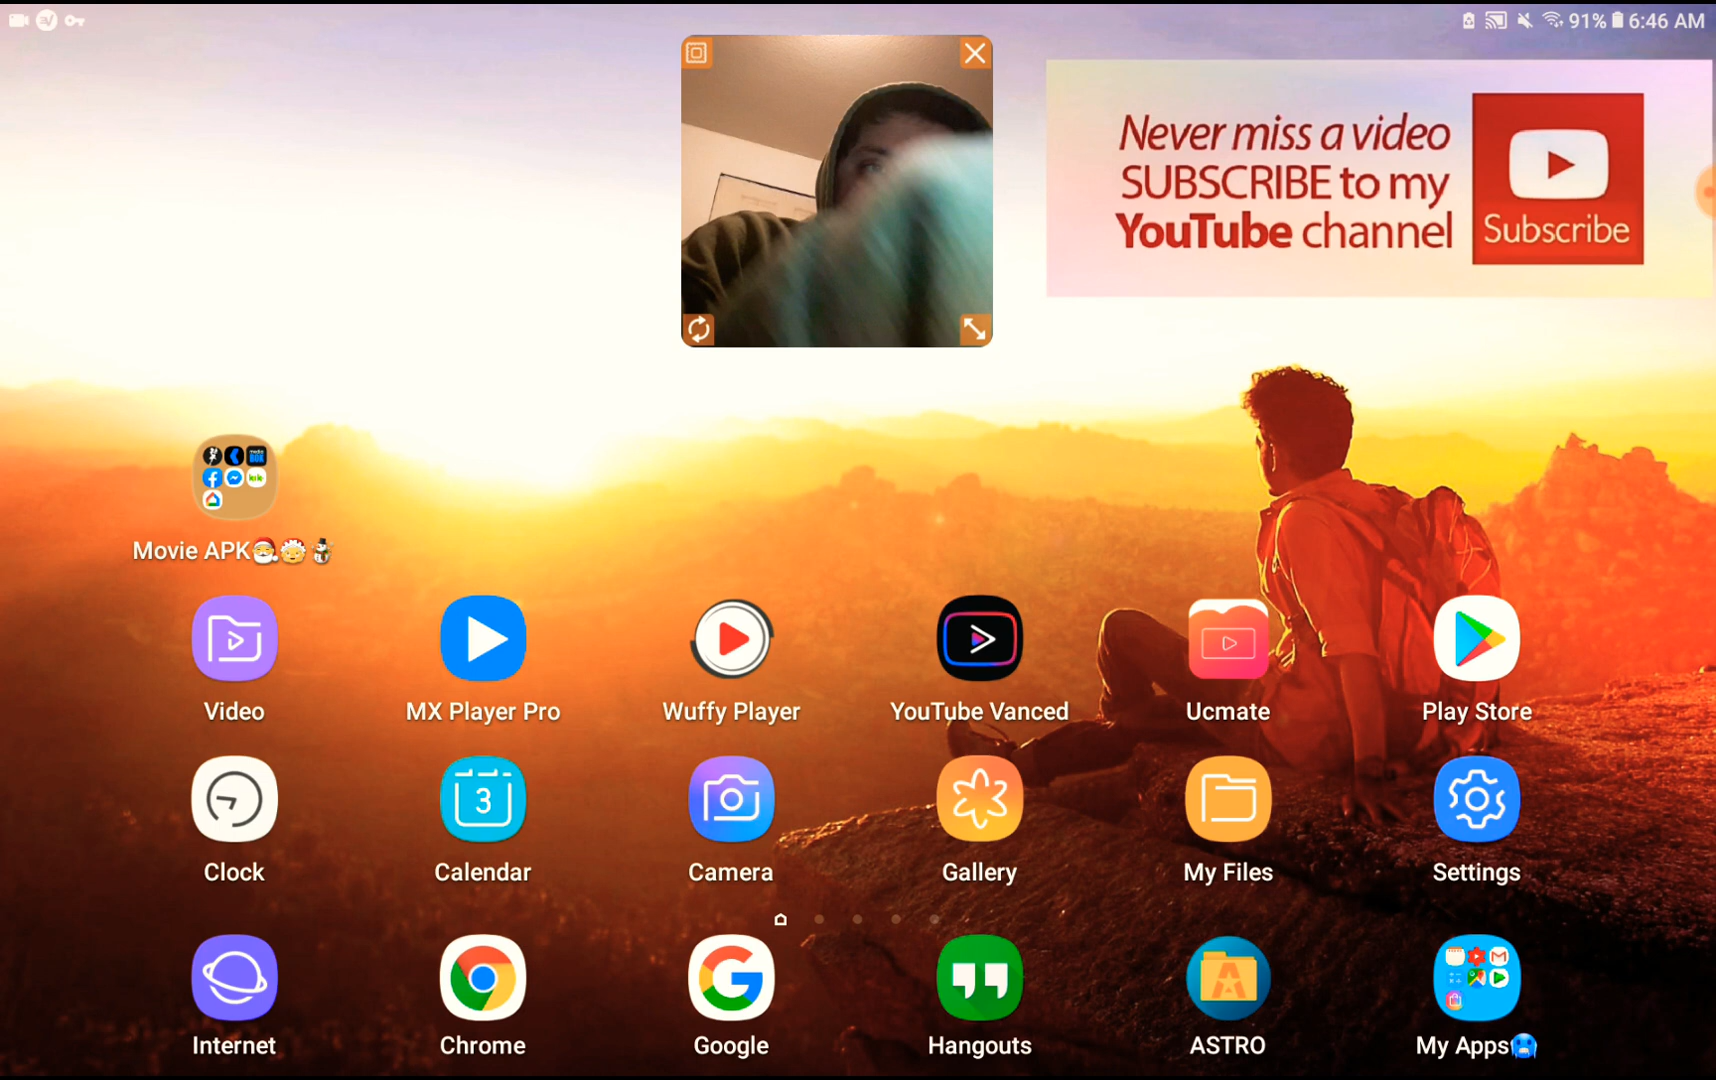 91% 6:46 AM
Never miss a video
SUBSCRIBE to my
YouTube channel
Subscribe
Movie APK🎅🤶⛄
Video
MX Player Pro
Wuffy Player
YouTube Vanced
Ucmate
Play Store
Clock
3
Calendar
Camera
Gallery
My Files
Settings
Internet
Chrome
Google
Hangouts
ASTRO
My Apps🥶